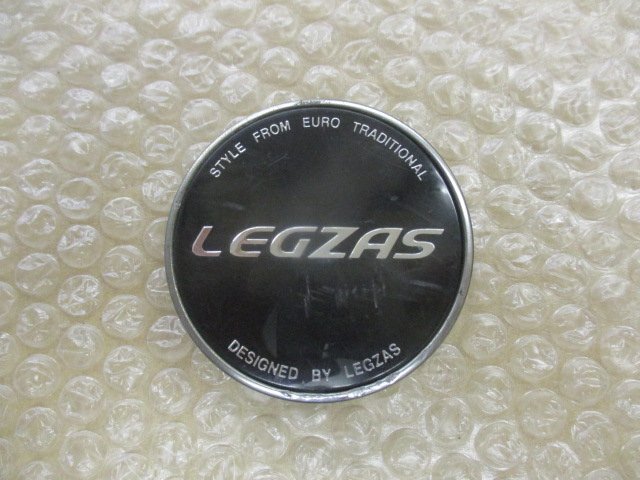 STYLE FROM EURO TRADITIONAL
LEGZAS
DESIGNED BY LEGZAS